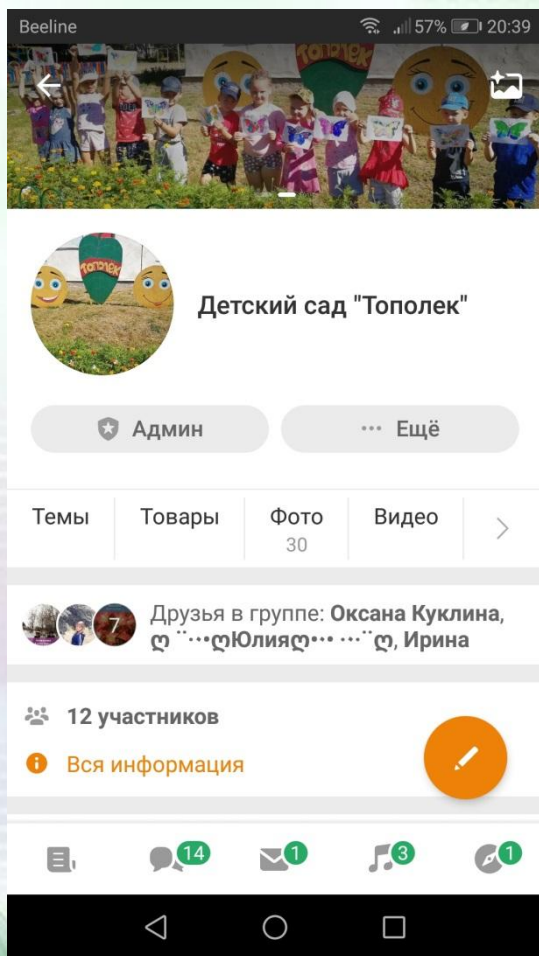 Beeline 57% 20:39
ТОПОЛЕК
ТОПОЛЕК
Детский сад "Тополек"
Админ
Ещё
Темы Товары Фото Видео
30
7
Друзья в группе: Оксана Куклина,
ღ ¨··•ღЮлияღ•·· ··¨ღ, Ирина
12 участников
Вся информация
14 1 3 1